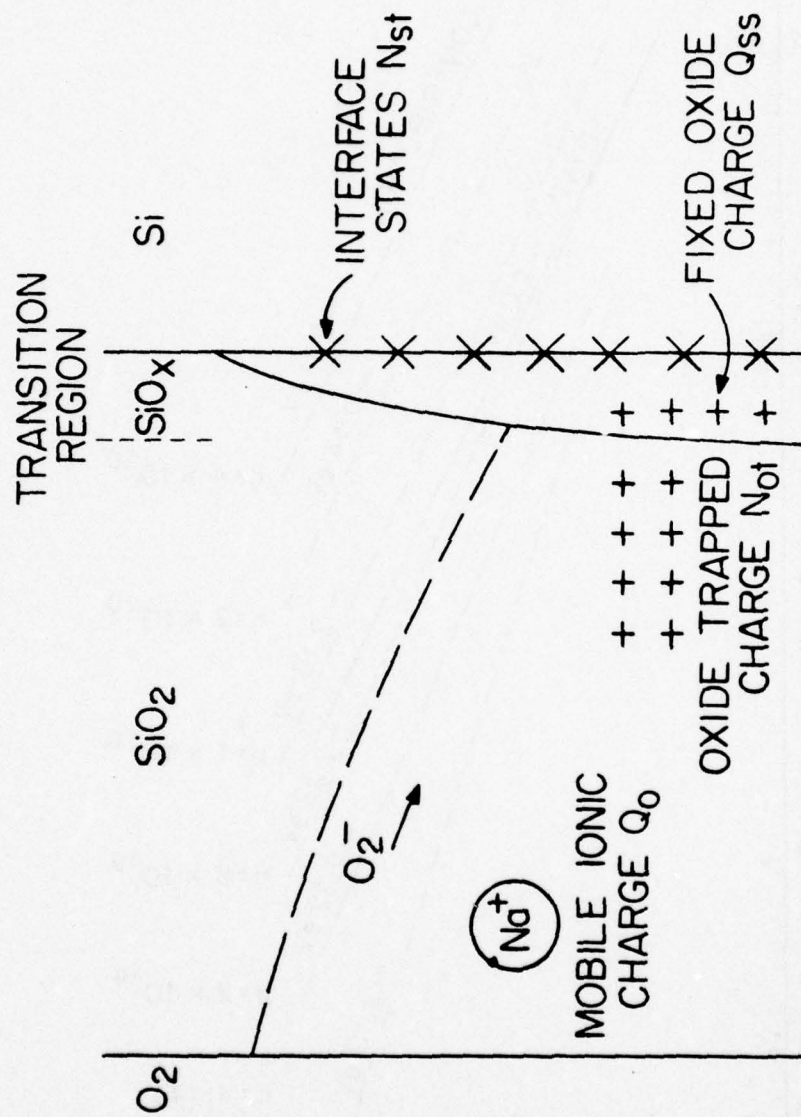 TRANSITION
REGION
O₂
SiO₂
SiOₓ
Si
O₂⁻
INTERFACE
STATES Nst
Na⁺
MOBILE IONIC
CHARGE Qo
+ + + + +
+ + + + +
+
+
OXIDE TRAPPED
CHARGE Not
FIXED OXIDE
CHARGE Qss